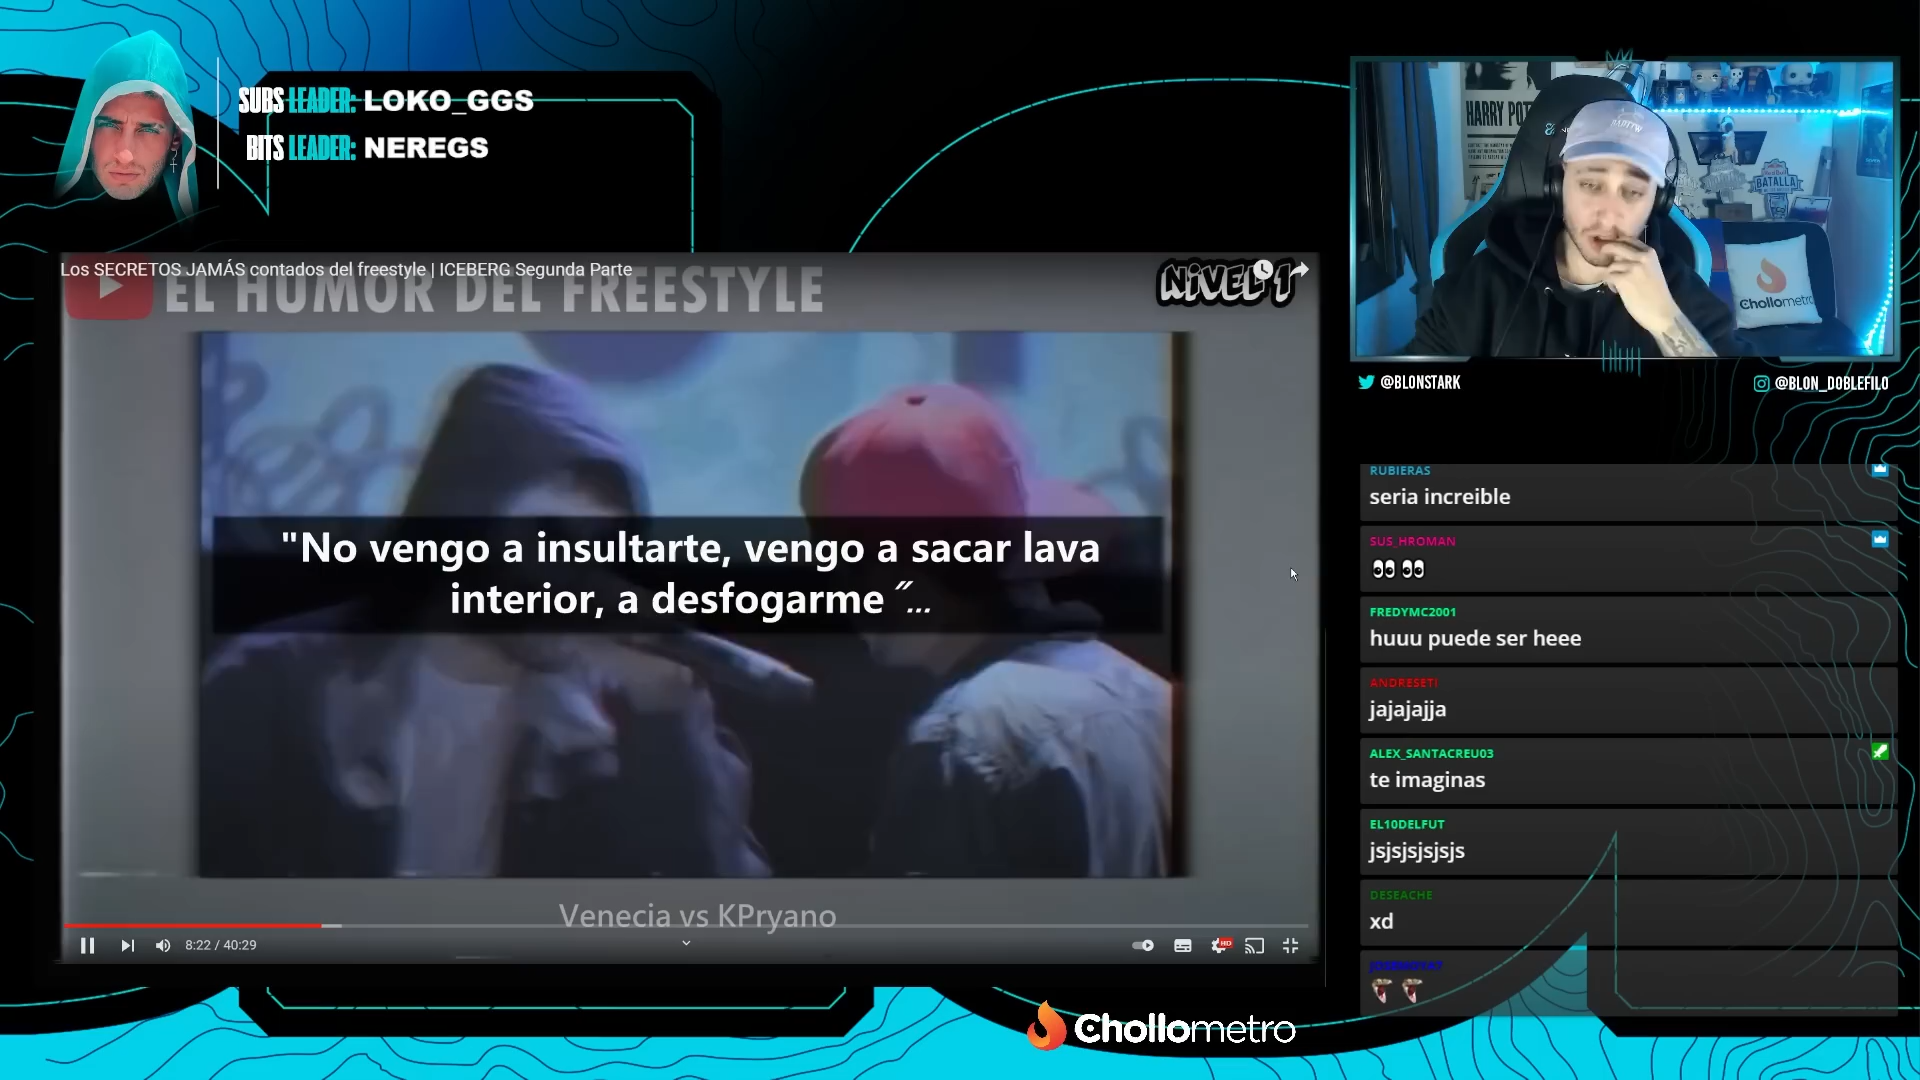 SUBS LEADER: LOKO_GGS
BITS LEADER: NEREGS
Los SECRETOS JAMÁS contados del freestyle | ICEBERG Segunda Parte
EL HUMOR DEL FREESTYLE
NIVEL 1
"No vengo a insultarte, vengo a sacar lava
interior, a desfogarme "...
Venecia vs KPryano
8:22 / 40:29
HD
HARRY POT
BATALLA
Chollometro
@BLONSTARK
@BLON_DOBLEFILO
RUBIERAS
seria increible
SUS_HROMAN
FREDYMC2001
huuu puede ser heee
ANDRESETI
jajajajja
ALEX_SANTACREU03
te imaginas
EL10DELFUT
jsjsjsjsjsjs
DESEACHE
xd
Chollometro